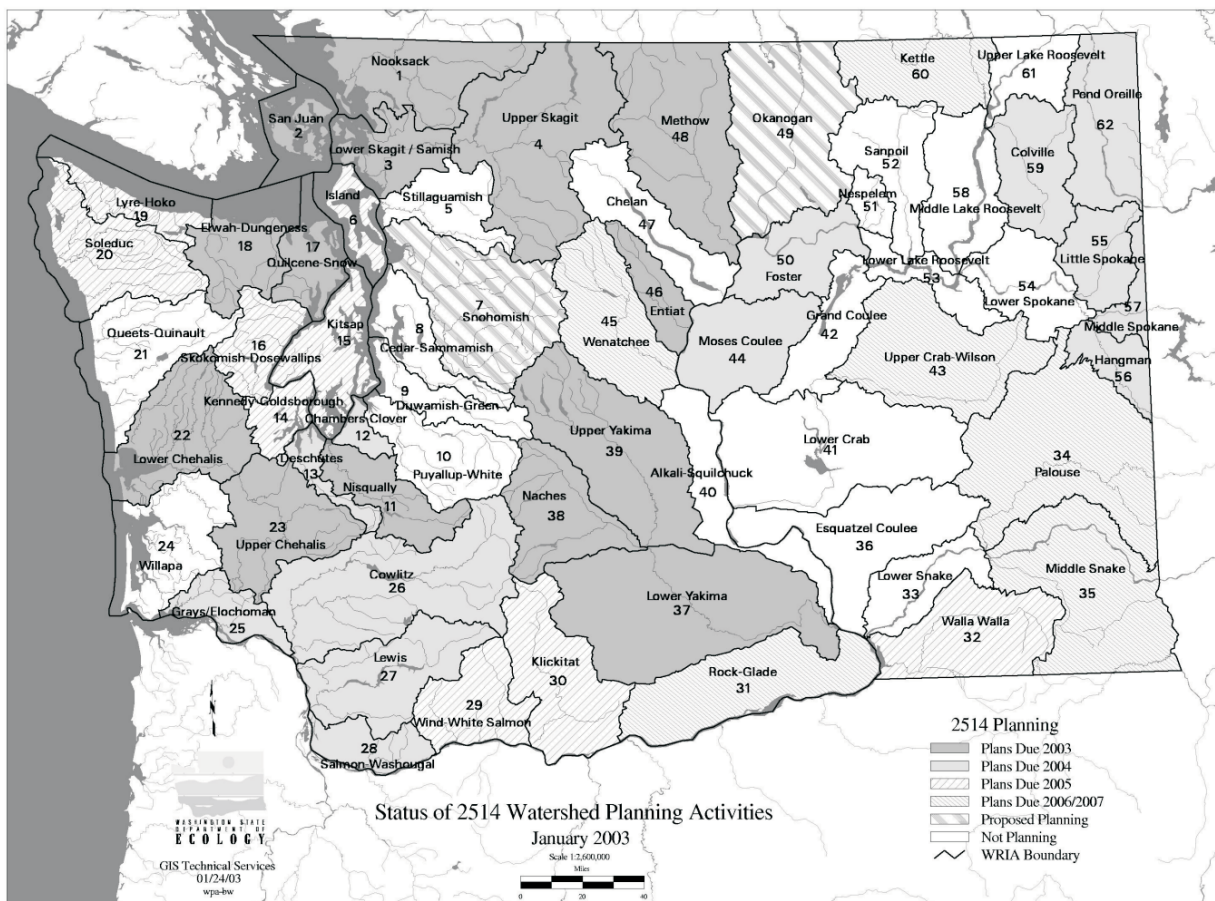 Nooksack
1
San Juan
2
Lower Skagit / Samish
3
Upper Skagit
4
Methow
48
Okanogan
49
Kettle
60
Upper Lake Roosevelt
61
Pend Oreille
62
Sanpoil
52
Colville
59
Nespelem
51
58
Middle Lake Roosevelt
Island
6
Stillaguamish
5
Chelan
47
Lyre-Hoko
19
Soleduc
20
Elwah-Dungeness
18
17
Quilcene-Snow
7
Snohomish
50
Foster
Lower Lake Roosevelt
53
54
Lower Spokane
55
Little Spokane
57
Middle Spokane
Hangman
56
46
Entiat
45
Wenatchee
Moses Coulee
44
Grand Coulee
42
Upper Crab-Wilson
43
Queets-Quinault
21
16
Skokomish-Dosewallips
Kitsap
15
8
Cedar-Sammamish
9
Duwamish-Green
Kennedy-Goldsborough
14
Chambers Clover
12
10
Puyallup-White
22
Lower Chehalis
Deschutes
13
Nisqually
11
Upper Yakima
39
Alkali-Squilchuck
40
Lower Crab
41
34
Palouse
Naches
38
Esquatzel Coulee
36
23
Upper Chehalis
24
Willapa
Cowlitz
26
Lower Yakima
37
Lower Snake
33
Middle Snake
35
Grays/Elochoman
25
Walla Walla
32
Lewis
27
Klickitat
30
Rock-Glade
31
29
Wind-White Salmon
28
Salmon-Washougal
N
WASHINGTON STATE
DEPARTMENT OF
ECOLOGY
GIS Technical Services
01/24/03
wpa-bw
Status of 2514 Watershed Planning Activities
January 2003
Scale 1:2,600,000
Miles
0 10 20 30 40
2514 Planning
Plans Due 2003
Plans Due 2004
Plans Due 2005
Plans Due 2006/2007
Proposed Planning
Not Planning
WRIA Boundary